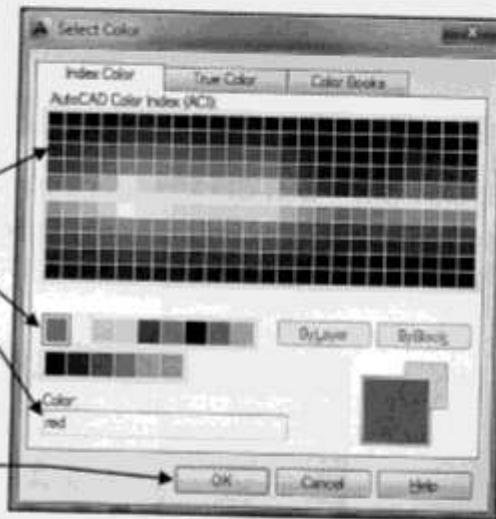 Select Color
Index Color True Color Color Books
AutoCAD Color Index (ACI):
ByLayer ByBlock
Color:
red
OK Cancel Help